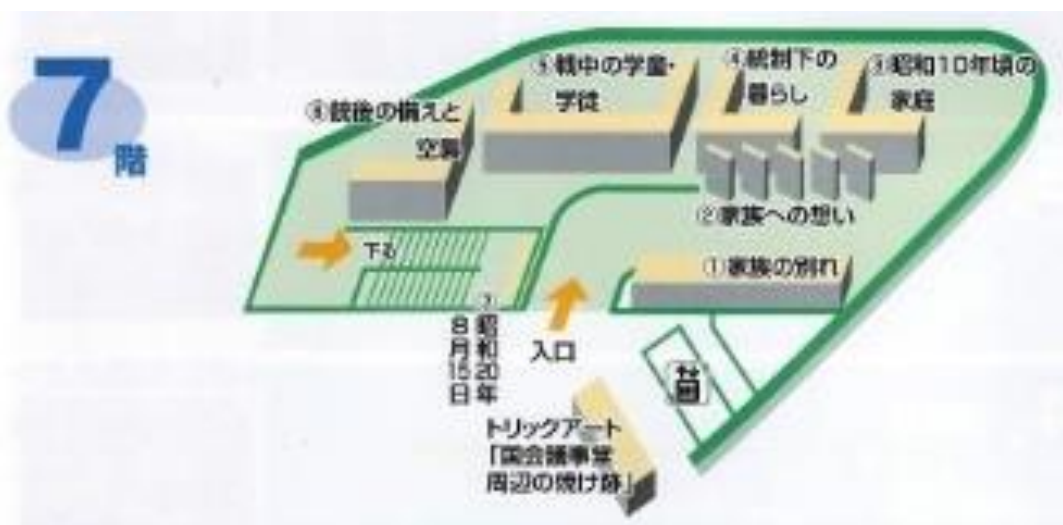 7
階
⑤戦中の学童・
学徒
④統制下の
暮らし
③昭和10年頃の
家庭
⑥銃後の備えと
空襲
②家族への想い
下る
①家族の別れ
⑦昭和20年
8月15日
入口
トリックアート
「国会議事堂
周辺の焼け跡」